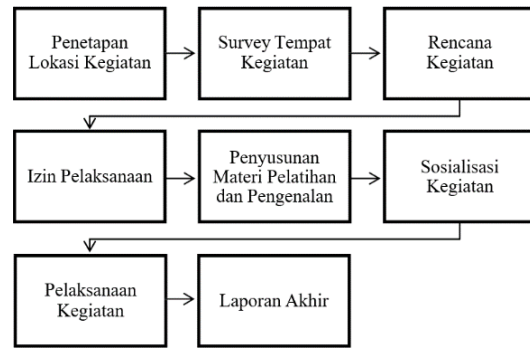 Penetapan
Lokasi Kegiatan
Survey Tempat
Kegiatan
Rencana
Kegiatan
Izin Pelaksanaan
Penyusunan
Materi Pelatihan
dan Pengenalan
Sosialisasi
Kegiatan
Pelaksanaan
Kegiatan
Laporan Akhir